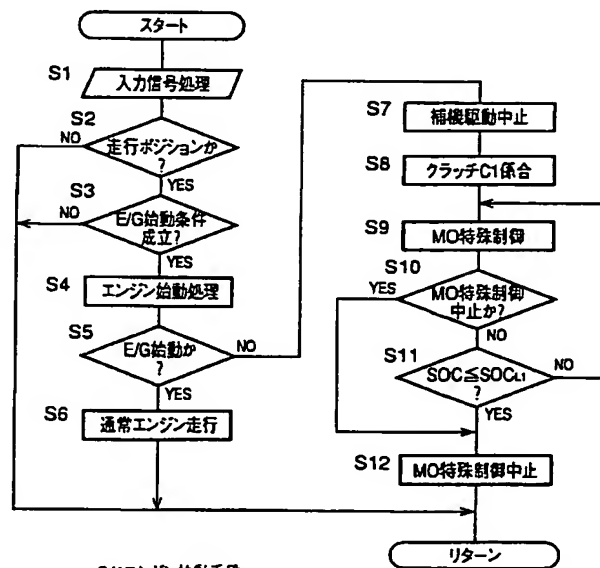 スタート
S1
入力信号処理
S2
NO
走行ポジションか
?
YES
S3
NO
E/G始動条件
成立?
YES
S4
エンジン始動処理
S5
E/G始動か
?
NO
YES
S6
通常エンジン走行
S7
補機駆動中止
S8
クラッチC1係合
S9
MO特殊制御
S10
YES
MO特殊制御
中止か?
NO
S11
SOC≦SOCL1
?
NO
YES
S12
MO特殊制御中止
リターン